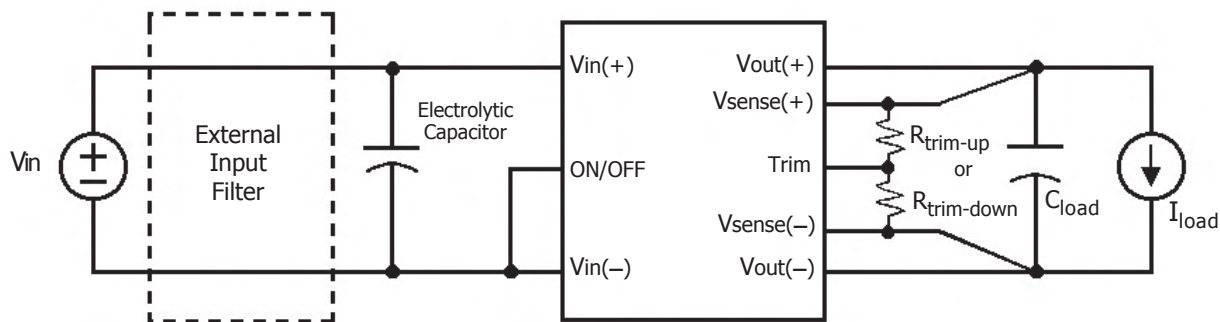 Vin
External
Input
Filter
Electrolytic
Capacitor
Vin(+)
ON/OFF
Vin(−)
Vout(+)
Vsense(+)
Trim
Vsense(−)
Vout(−)
Rtrim-up
or
Rtrim-down
Cload
Iload